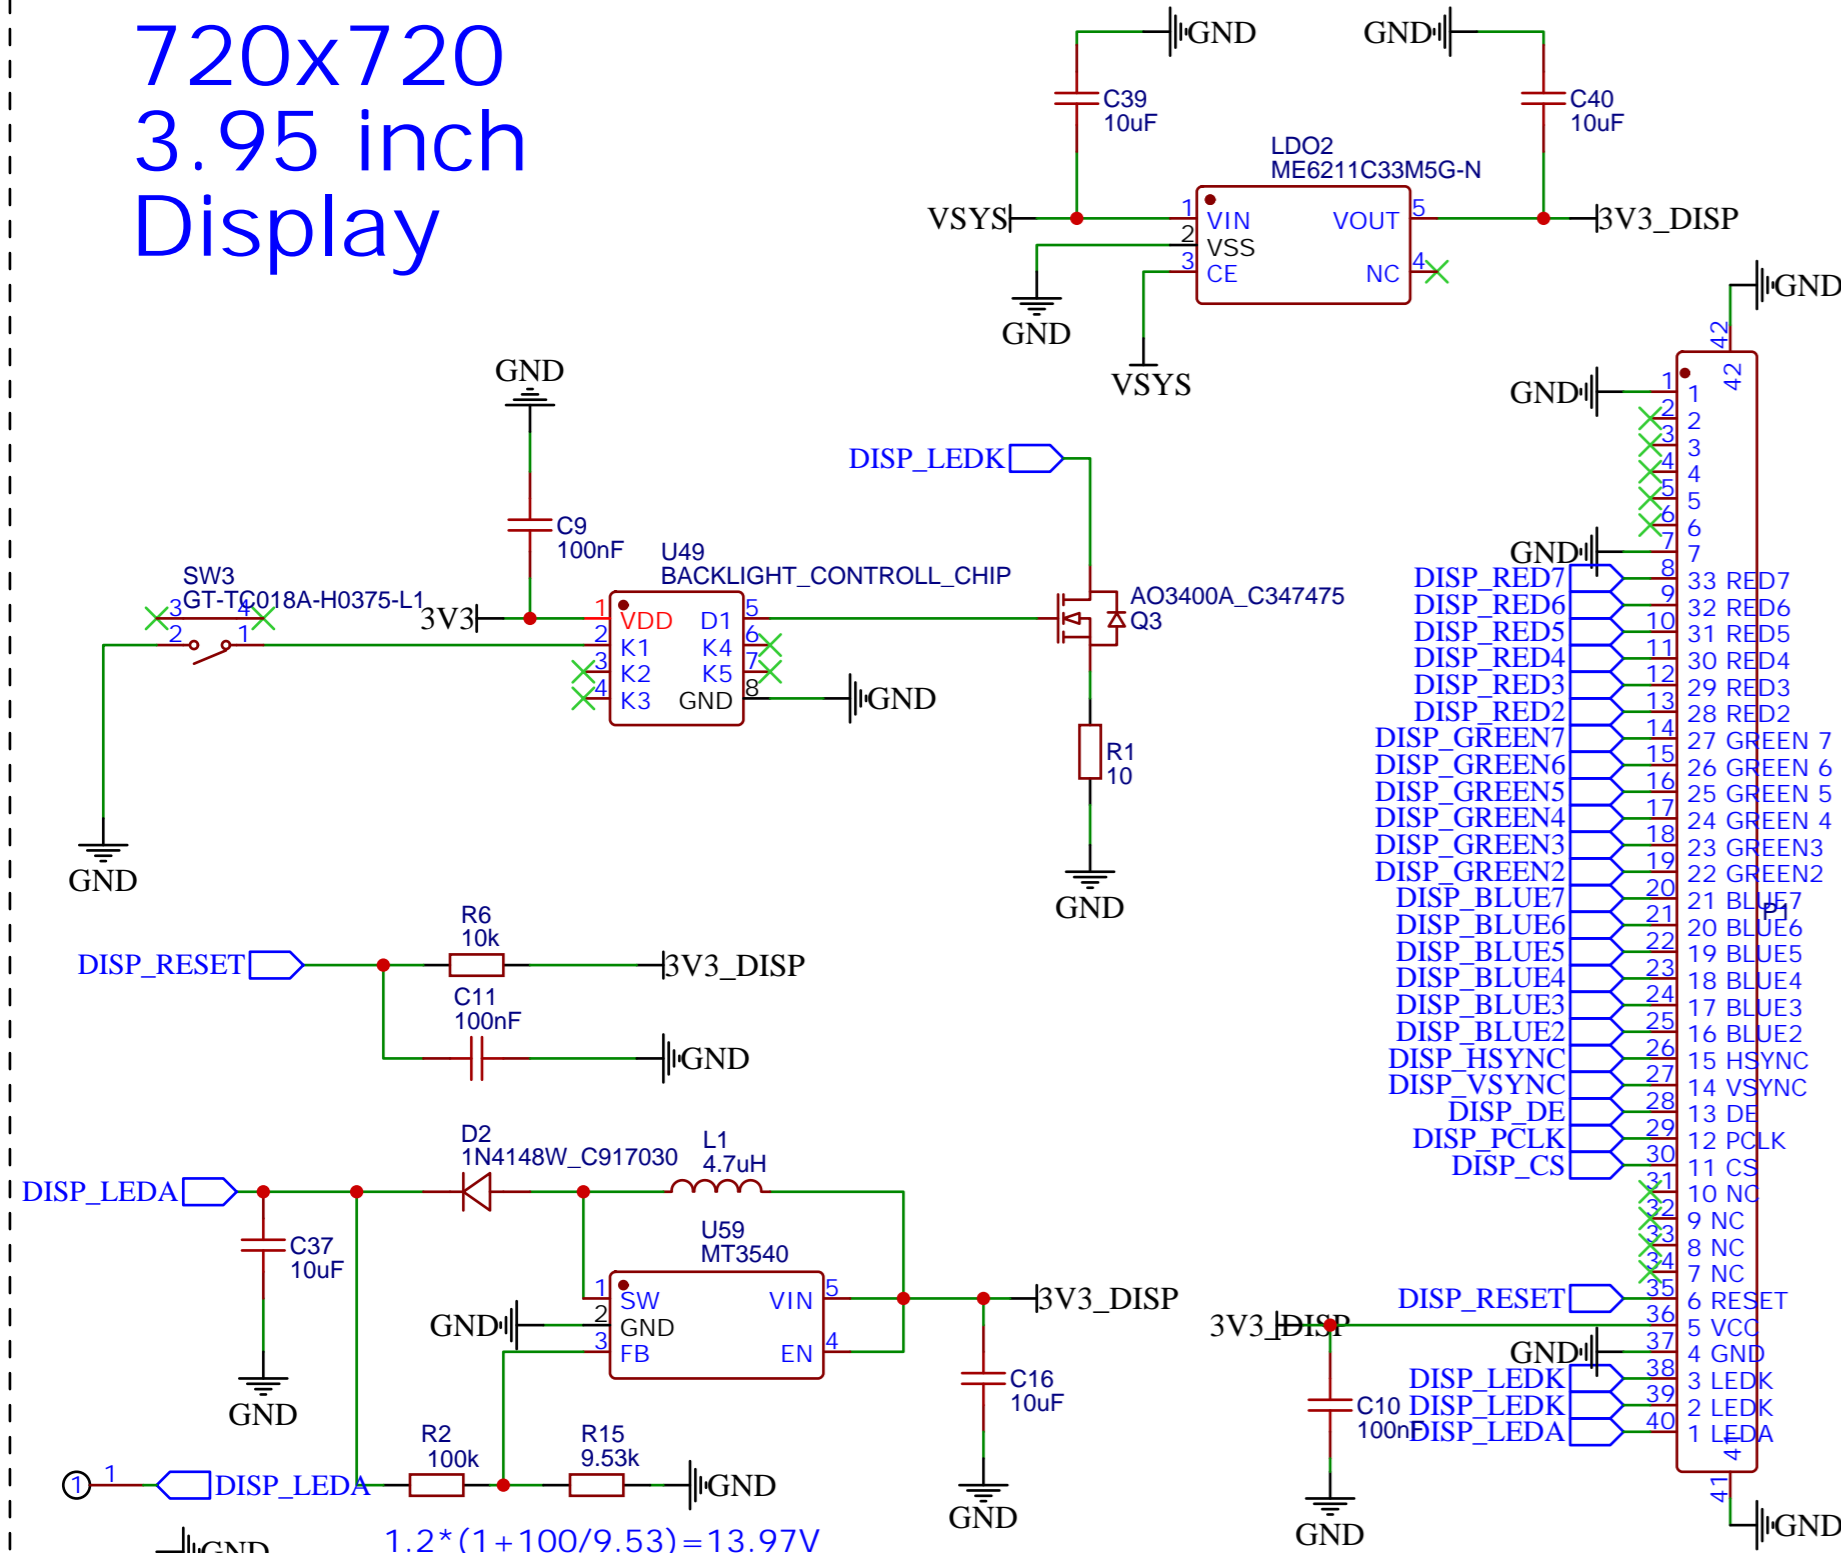 720x720
3.95 inch
Display
GND
GND
C39
10uF
C40
10uF
LDO2
ME6211C33M5G-N
VSYS
1
VIN
2
VSS
3
CE
VOUT
5
NC
4
3V3_DISP
GND
VSYS
GND
C9
100nF
SW3
GT-TC018A-H0375-L1
3
4
2
1
3V3
U49
BACKLIGHT_CONTROLL_CHIP
1
VDD
2
K1
3
K2
4
K3
D1
5
K4
6
K5
7
GND
8
GND
GND
DISP_LEDK
AO3400A_C347475
Q3
R1
10
GND
DISP_RESET
R6
10k
3V3_DISP
C11
100nF
GND
DISP_LEDA
D2
1N4148W_C917030
L1
4.7uH
C37
10uF
GND
U59
MT3540
1
SW
2
GND
3
FB
VIN
5
EN
4
GND
3V3_DISP
C16
10uF
GND
R2
100k
R15
9.53k
GND
1
1
DISP_LEDA
GND
1.2*(1+100/9.53)=13.97V
GND
42
42
GND
1
1
2
2
3
3
4
4
5
5
6
6
GND
7
7
DISP_RED7
8
33 RED7
DISP_RED6
9
32 RED6
DISP_RED5
10
31 RED5
DISP_RED4
11
30 RED4
DISP_RED3
12
29 RED3
DISP_RED2
13
28 RED2
DISP_GREEN7
14
27 GREEN 7
DISP_GREEN6
15
26 GREEN 6
DISP_GREEN5
16
25 GREEN 5
DISP_GREEN4
17
24 GREEN 4
DISP_GREEN3
18
23 GREEN3
DISP_GREEN2
19
22 GREEN2
DISP_BLUE7
20
21 BLUE7
P1
DISP_BLUE6
21
20 BLUE6
DISP_BLUE5
22
19 BLUE5
DISP_BLUE4
23
18 BLUE4
DISP_BLUE3
24
17 BLUE3
DISP_BLUE2
25
16 BLUE2
DISP_HSYNC
26
15 HSYNC
DISP_VSYNC
27
14 VSYNC
DISP_DE
28
13 DE
DISP_PCLK
29
12 PCLK
DISP_CS
30
11 CS
31
10 NC
32
9 NC
33
8 NC
34
7 NC
DISP_RESET
35
6 RESET
3V3_DISP
36
5 VCC
GND
37
4 GND
DISP_LEDK
38
3 LEDK
DISP_LEDK
39
2 LEDK
DISP_LEDA
40
1 LEDA
C10
100nF
GND
41
41
GND